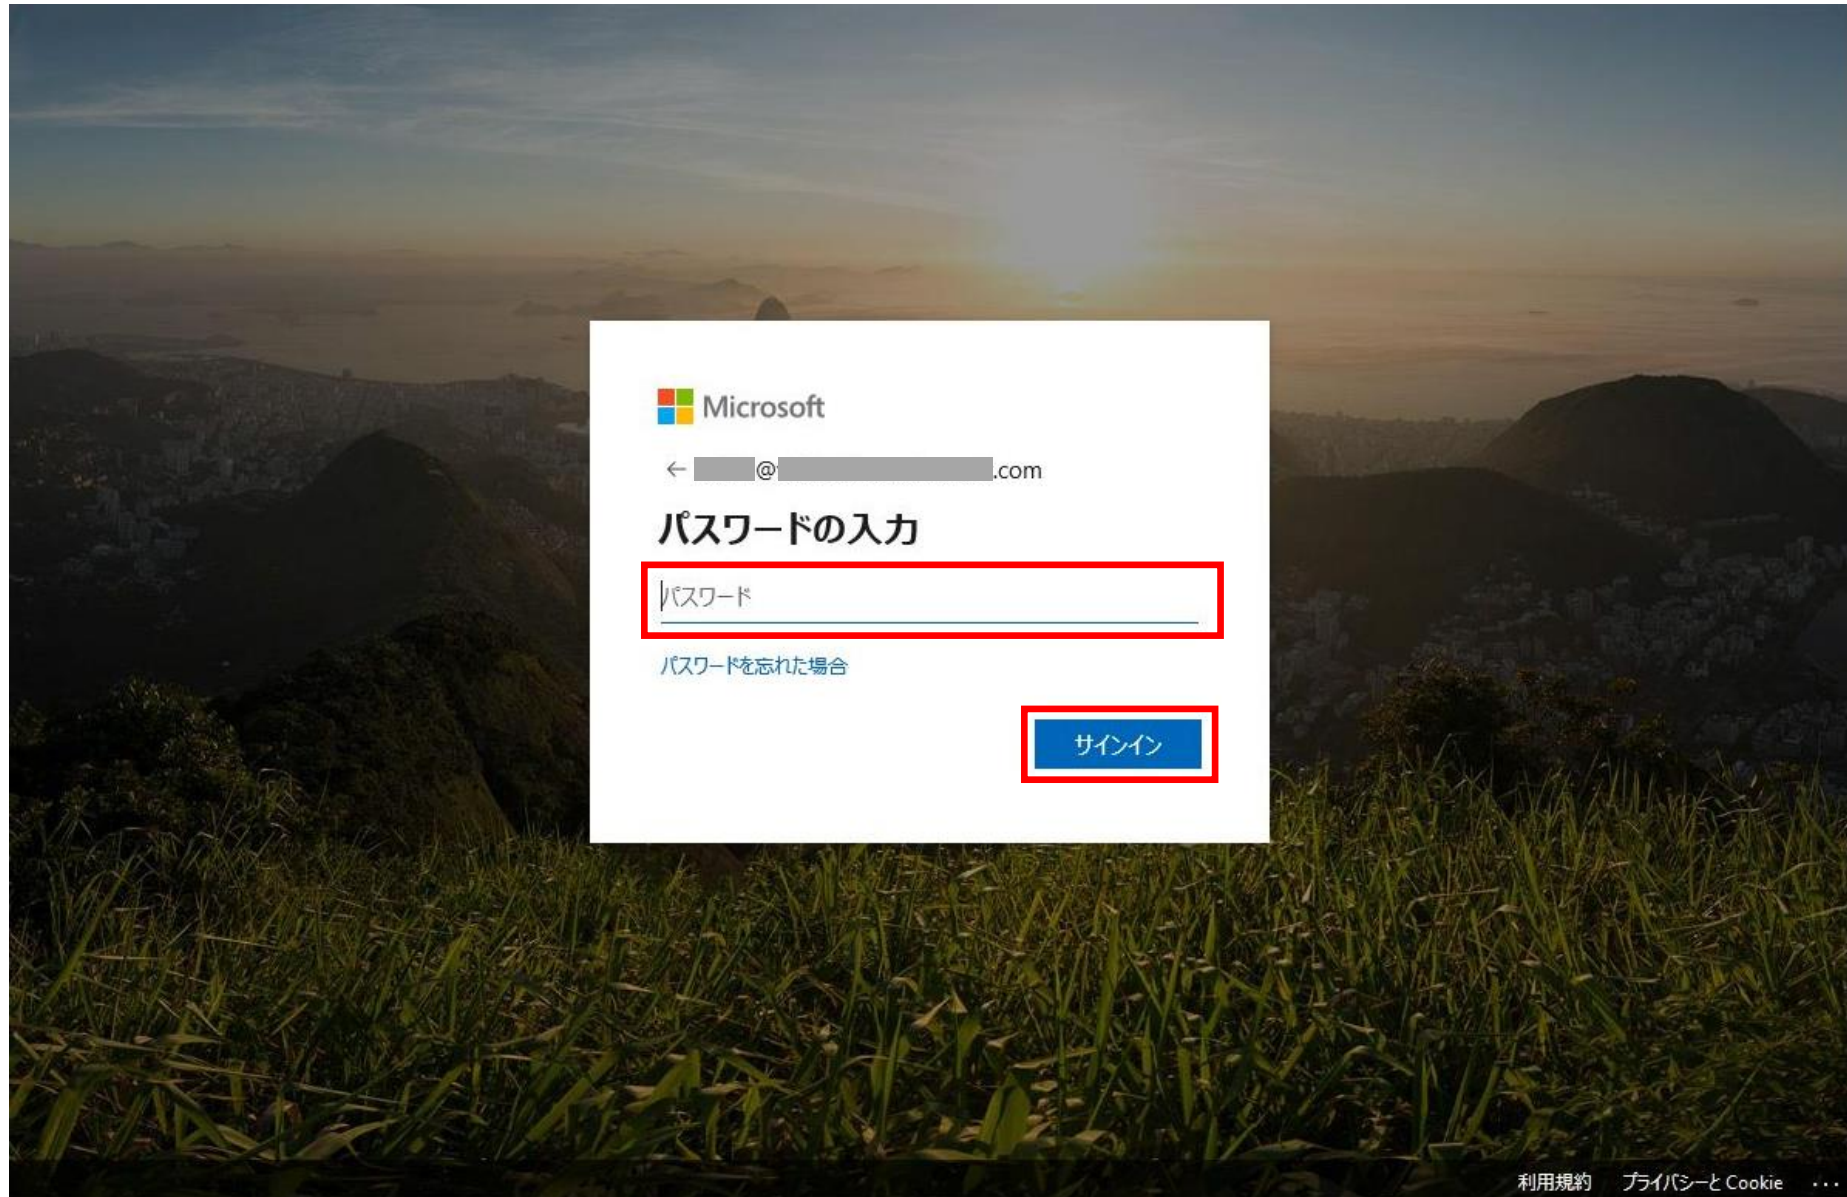 Microsoft
← @ .com
パスワードの入力
パスワード
パスワードを忘れた場合
サインイン
利用規約 プライバシーと Cookie ...